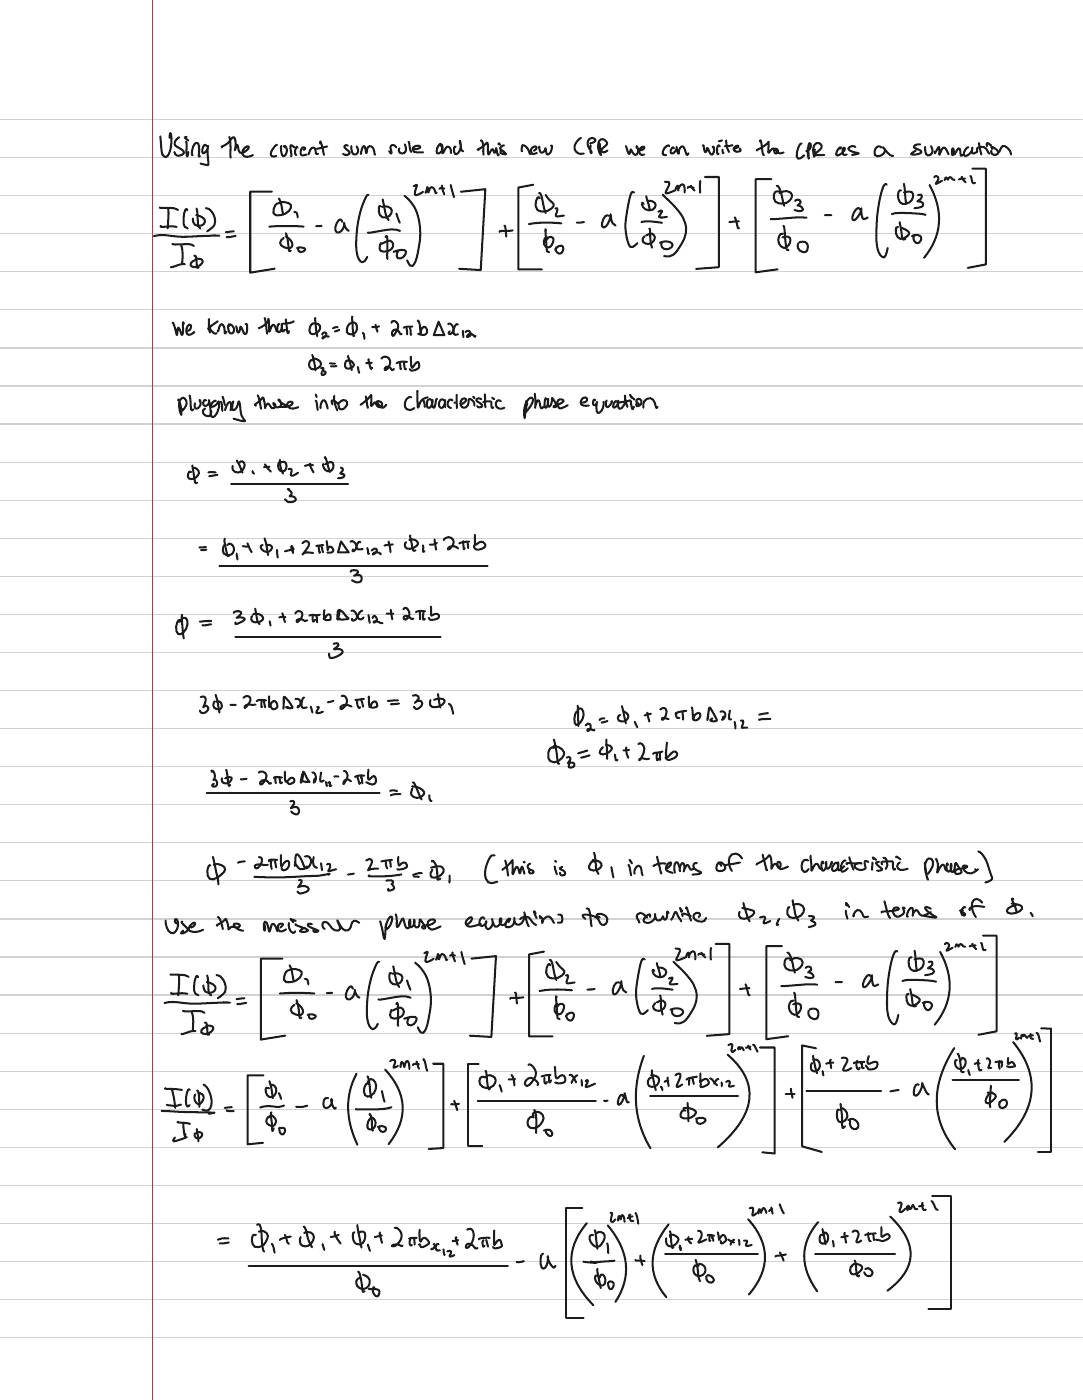 Using the current sum rule and this new CPR we can write the CPR as a summation
I(ϕ)/I_ϕ = [ϕ₁/ϕ₀ - a(ϕ₁/ϕ₀)^(2m+1)] + [ϕ₂/ϕ₀ - a(ϕ₂/ϕ₀)^(2m+1)] + [ϕ₃/ϕ₀ - a(ϕ₃/ϕ₀)^(2m+1)]
We know that ϕ₂ = ϕ₁ + 2πbΔx₁₂
ϕ₃ = ϕ₁ + 2πb
plugging these into the characteristic phase equation
ϕ = (ϕ₁ + ϕ₂ + ϕ₃)/3
= (ϕ₁ + ϕ₁ + 2πbΔx₁₂ + ϕ₁ + 2πb)/3
ϕ = (3ϕ₁ + 2πbΔx₁₂ + 2πb)/3
3ϕ - 2πbΔx₁₂ - 2πb = 3ϕ₁
ϕ₂ = ϕ₁ + 2πbΔx₁₂ =
ϕ₃ = ϕ₁ + 2πb
(3ϕ - 2πbΔx₁₂ - 2πb)/3 = ϕ₁
ϕ - 2πbΔx₁₂/3 - 2πb/3 = ϕ₁ (this is ϕ₁ in terms of the characteristic phase)
use the meissner phase equations to rewrite ϕ₂, ϕ₃ in terms of ϕ.
I(ϕ)/I_ϕ = [ϕ₁/ϕ₀ - a(ϕ₁/ϕ₀)^(2m+1)] + [ϕ₂/ϕ₀ - a(ϕ₂/ϕ₀)^(2m+1)] + [ϕ₃/ϕ₀ - a(ϕ₃/ϕ₀)^(2m+1)]
I(ϕ)/I_ϕ = [ϕ₁/ϕ₀ - a(ϕ₁/ϕ₀)^(2m+1)] + [(ϕ₁ + 2πbx₁₂)/ϕ₀ - a((ϕ₁ + 2πbx₁₂)/ϕ₀)^(2m+1)] + [(ϕ₁ + 2πb)/ϕ₀ - a((ϕ₁ + 2πb)/ϕ₀)^(2m+1)]
= (ϕ₁ + ϕ₁ + ϕ₁ + 2πbx₁₂ + 2πb)/ϕ₀ - a[(ϕ₁/ϕ₀)^(2m+1) + ((ϕ₁ + 2πbx₁₂)/ϕ₀)^(2m+1) + ((ϕ₁ + 2πb)/ϕ₀)^(2m+1)]